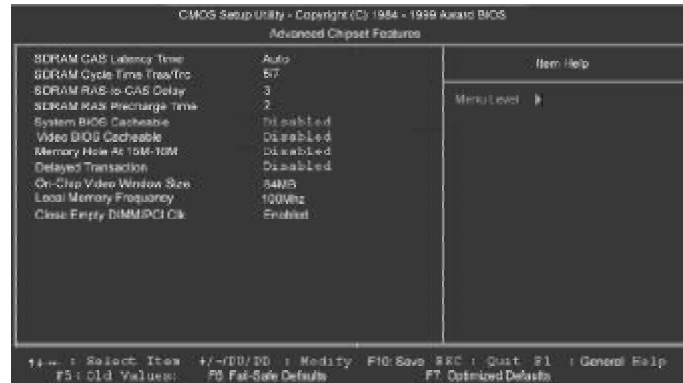 CMOS Setup Utility - Copyright (C) 1984 - 1999 Award BIOS
Advanced Chipset Features
SDRAM CAS Latency Time Auto
SDRAM Cycle Time Tras/Trc 5/7
SDRAM RAS-to-CAS Delay 3
SDRAM RAS Precharge Time 2
System BIOS Cacheable Disabled
Video BIOS Cacheable Disabled
Memory Hole At 15M-16M Disabled
Delayed Transaction Disabled
On-Chip Video Window Size 64MB
Local Memory Frequency 100Mhz
Close Empty DIMM/PCI Clk Enabled
Item Help
Menu Level ▶
: Select Item +/-/PU/PD : Modify F10: Save ESC : Quit F1 : General Help
F5 : Old Values: F6: Fail-Safe Defaults F7: Optimized Defaults